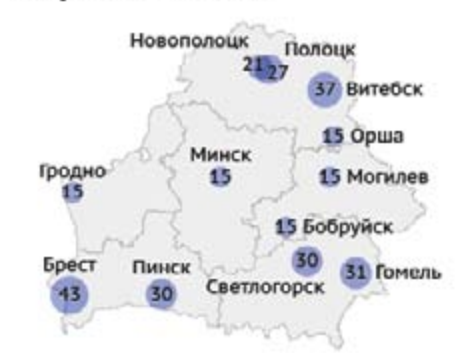 Новополоцк
Полоцк
21 27
37 Витебск
15 Орша
Минск
15
15 Могилев
Гродно
15
15 Бобруйск
Брест
43
Пинск
30
30
Светлогорск
31 Гомель